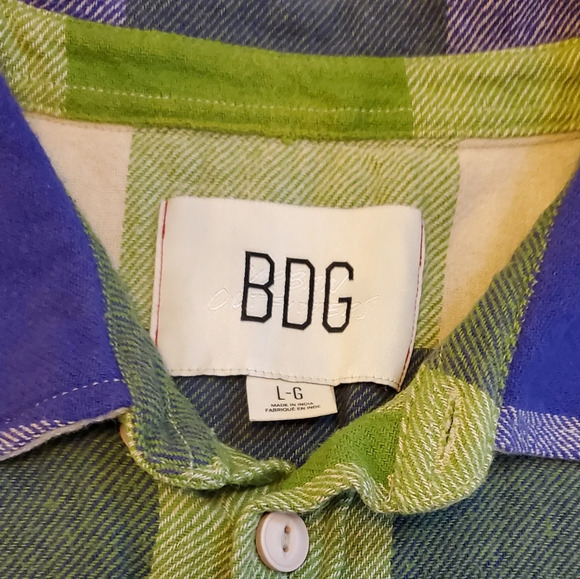 BDG
L-G
MADE IN INDIA
FABRIQUÉ EN INDE